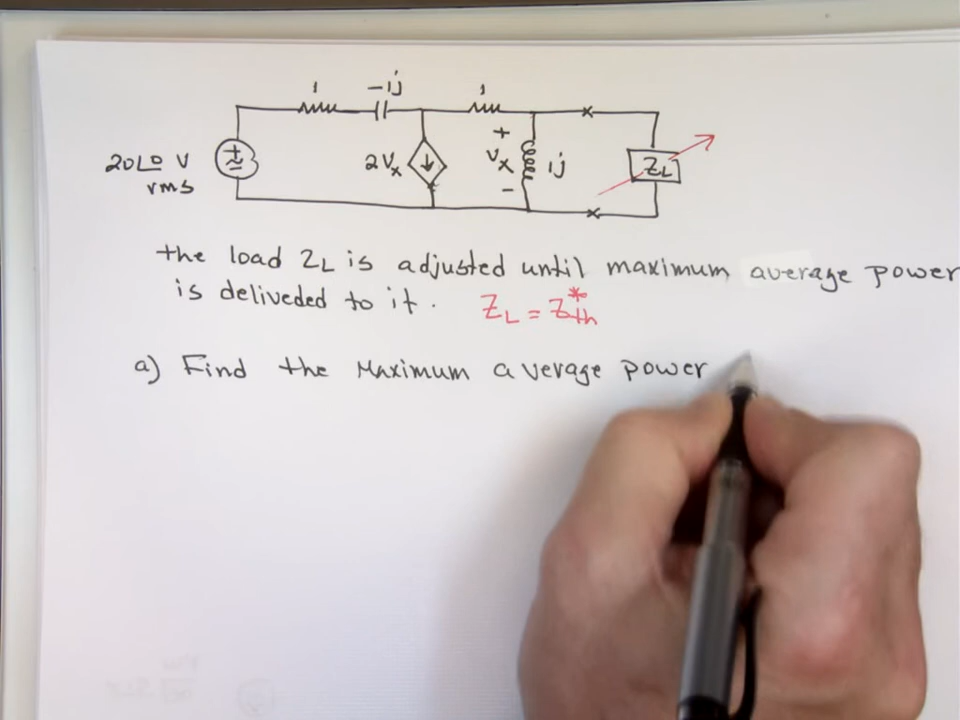 1 -1j 1
20∠0 V
rms
2Vx
+
Vx
-
1j
ZL
the load ZL is adjusted until maximum average power
is deliveded to it. ZL = Z*th
a) Find the Maximum average power